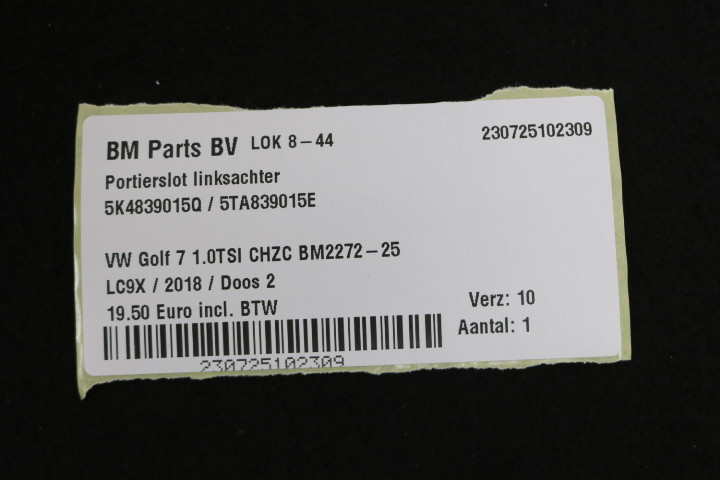 BM Parts BV LOK 8-44
230725102309
Portierslot linksachter
5K4839015Q / 5TA839015E
VW Golf 7 1.0TSI CHZC BM2272-25
LC9X / 2018 / Doos 2
19.50 Euro incl. BTW
Verz: 10
Aantal: 1
230725102309